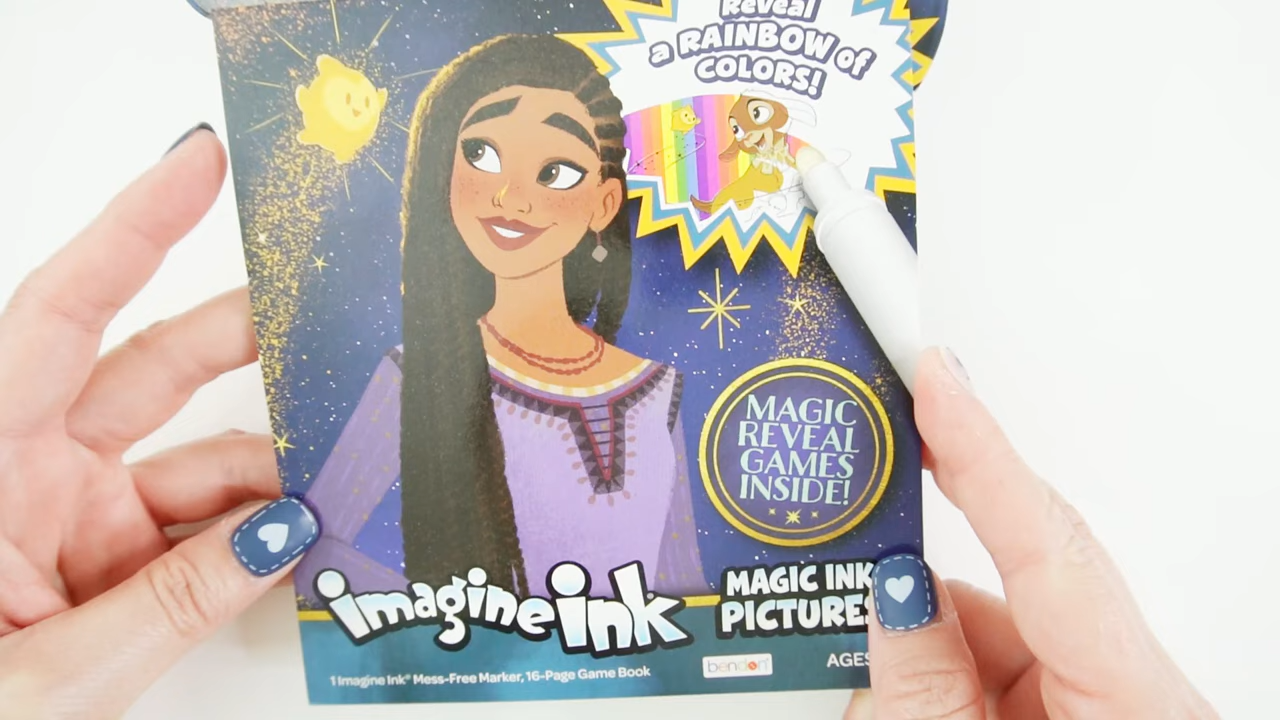 Reveal
a RAINBOW of
COLORS!
MAGIC
REVEAL
GAMES
INSIDE!
imagine ink
MAGIC INK
PICTURES
1 Imagine Ink® Mess-Free Marker, 16-Page Game Book
bendon
AGES